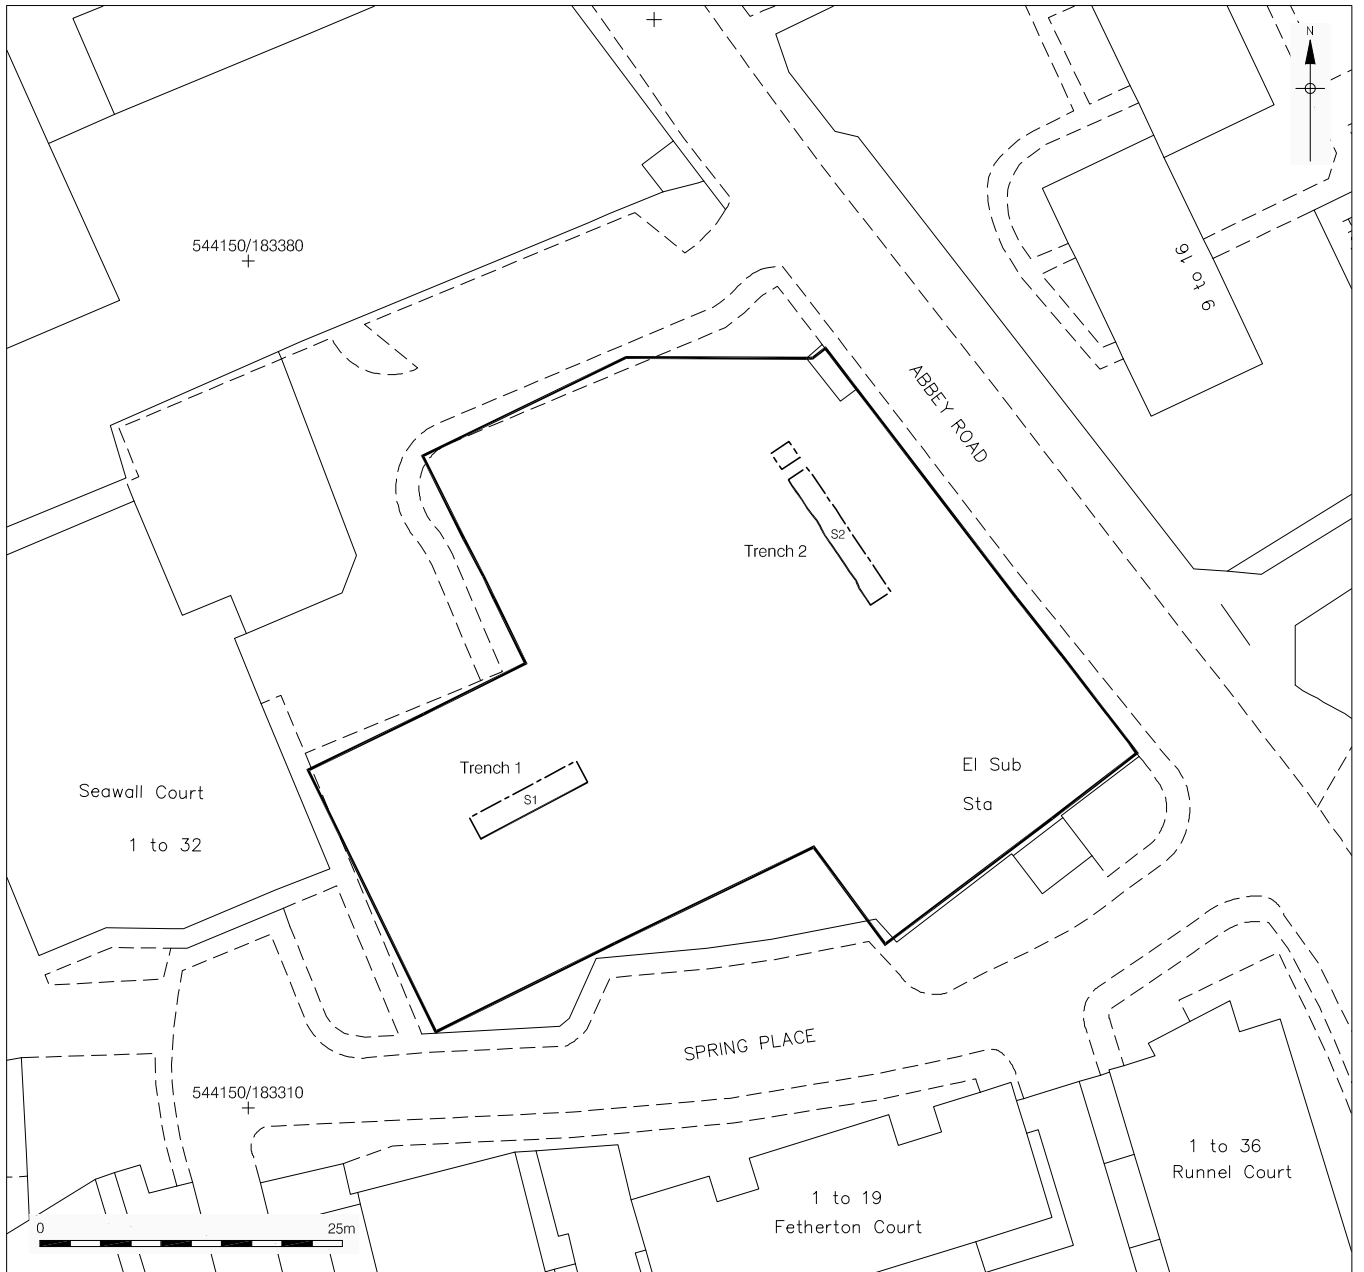 N
544150/183380
9 to 16
ABBEY ROAD
S2
Trench 2
Trench 1
S1
El Sub
Sta
Seawall Court
1 to 32
SPRING PLACE
544150/183310
1 to 36
Runnel Court
1 to 19
Fetherton Court
0 25m